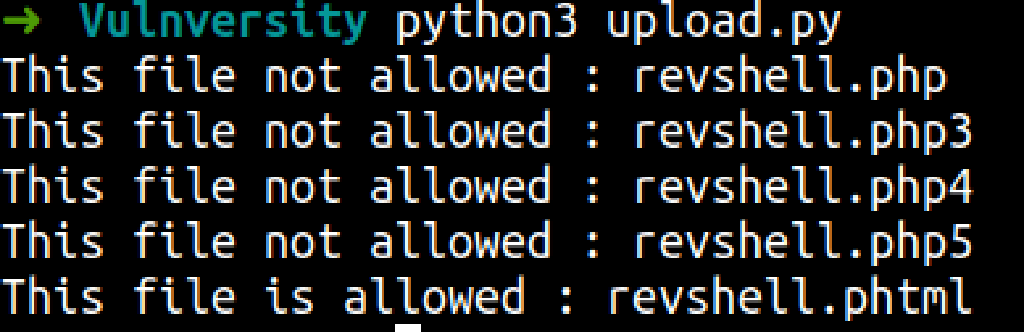 → Vulnversity python3 upload.py
This file not allowed : revshell.php
This file not allowed : revshell.php3
This file not allowed : revshell.php4
This file not allowed : revshell.php5
This file is allowed : revshell.phtml